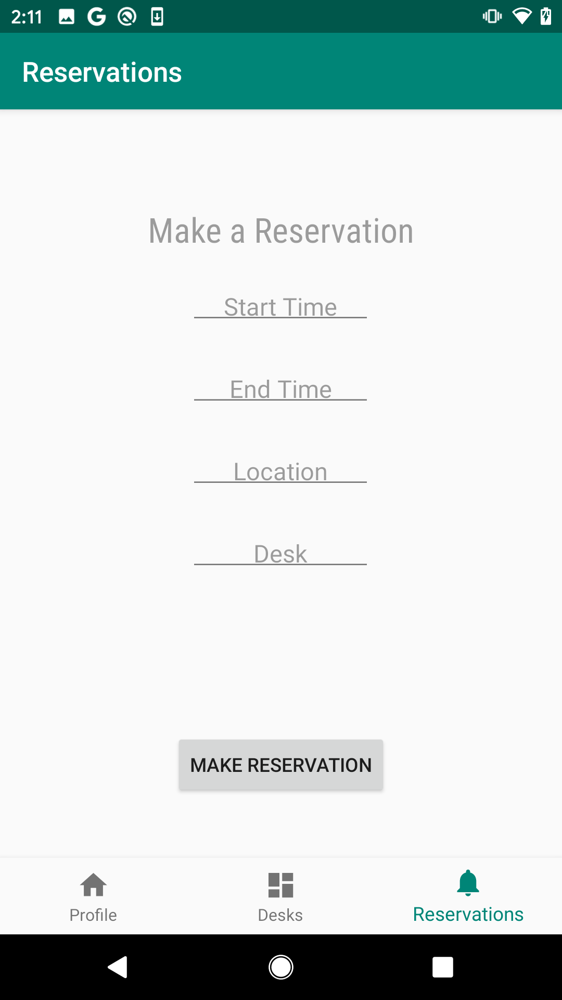 2:11
Reservations
Make a Reservation
Start Time
End Time
Location
Desk
MAKE RESERVATION
Profile
Desks
Reservations